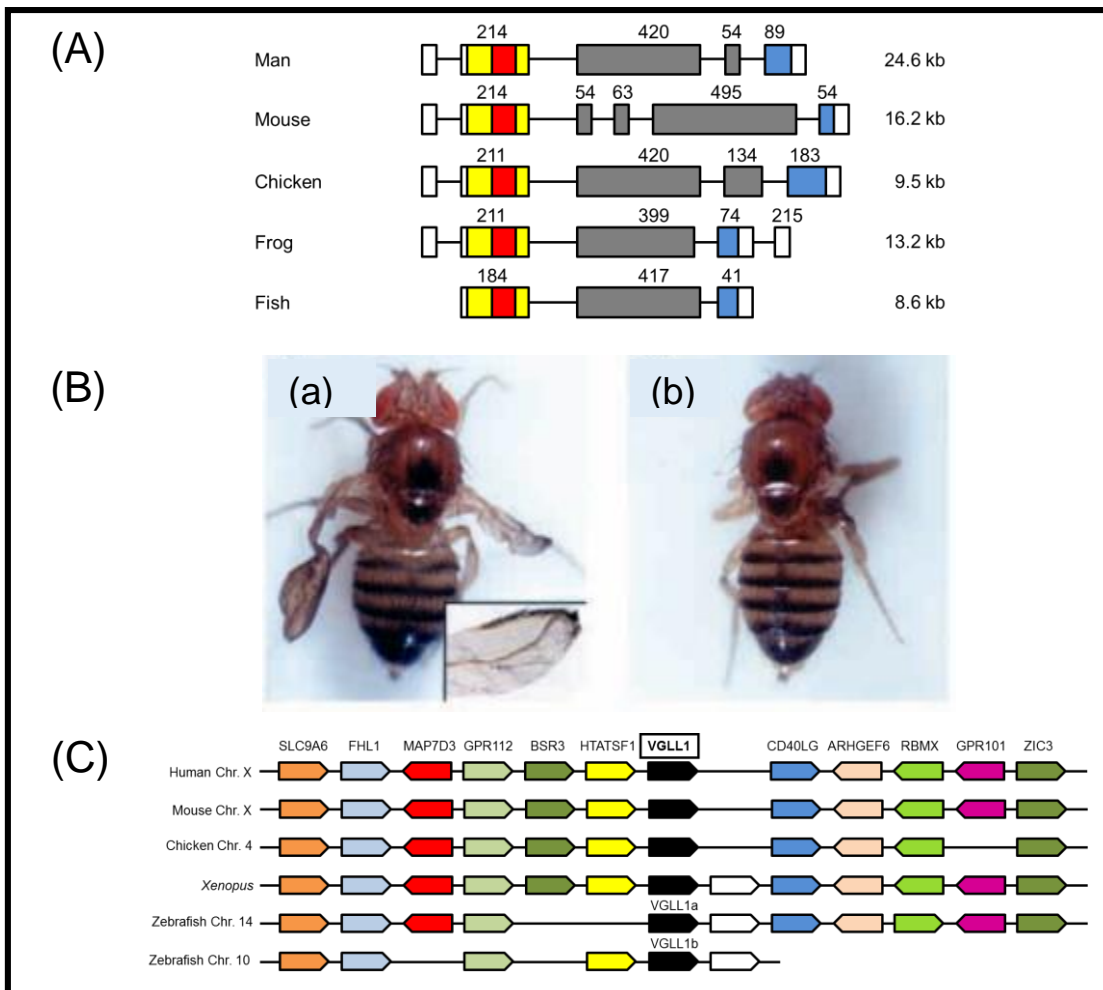 (A)
214 420 54 89
Man 24.6 kb
214 54 63 495 54
Mouse 16.2 kb
211 420 134 183
Chicken 9.5 kb
211 399 74 215
Frog 13.2 kb
184 417 41
Fish 8.6 kb
(B)
(a) (b)
(C)
SLC9A6 FHL1 MAP7D3 GPR112 BSR3 HTATSF1 VGLL1 CD40LG ARHGEF6 RBMX GPR101 ZIC3
Human Chr. X
Mouse Chr. X
Chicken Chr. 4
Xenopus
VGLL1a
Zebrafish Chr. 14
VGLL1b
Zebrafish Chr. 10